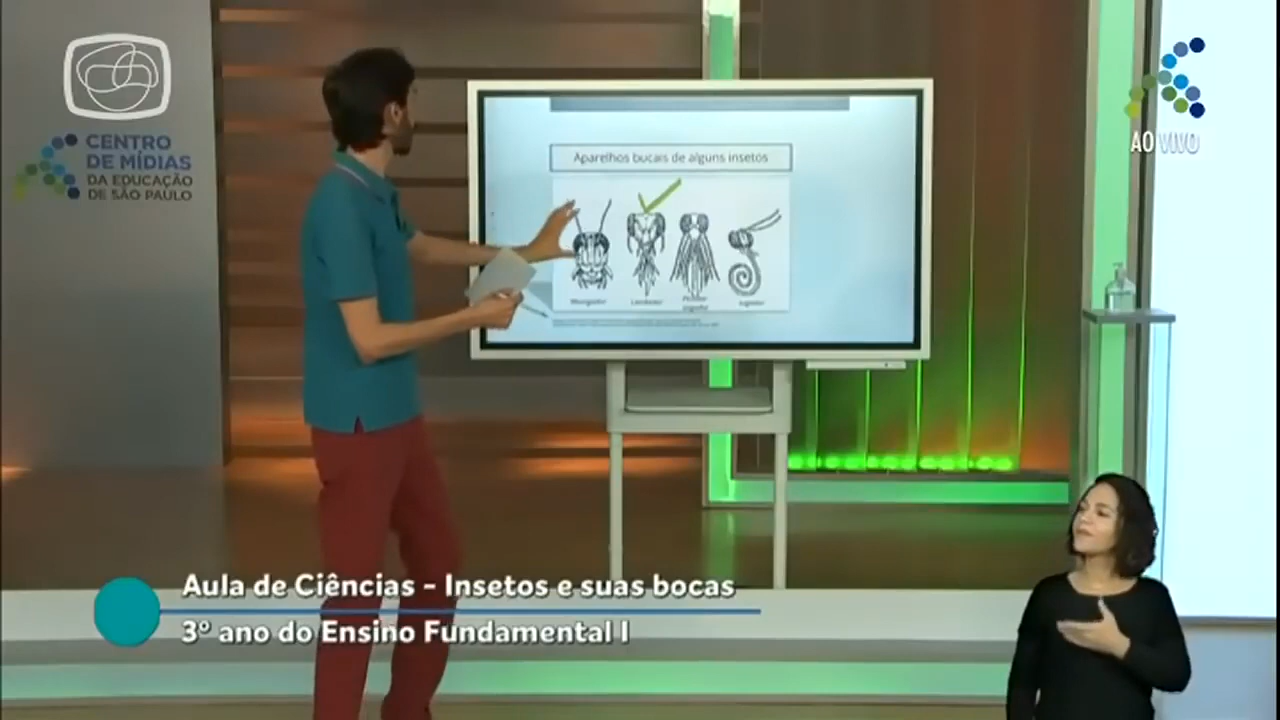 CENTRO
DE MÍDIAS
DA EDUCAÇÃO
DE SÃO PAULO
AO VIVO
Aparelhos bucais de alguns insetos
Mastigador
Lambedor
Picador-
sugador
sugador
Aula de Ciências - Insetos e suas bocas
3º ano do Ensino Fundamental I